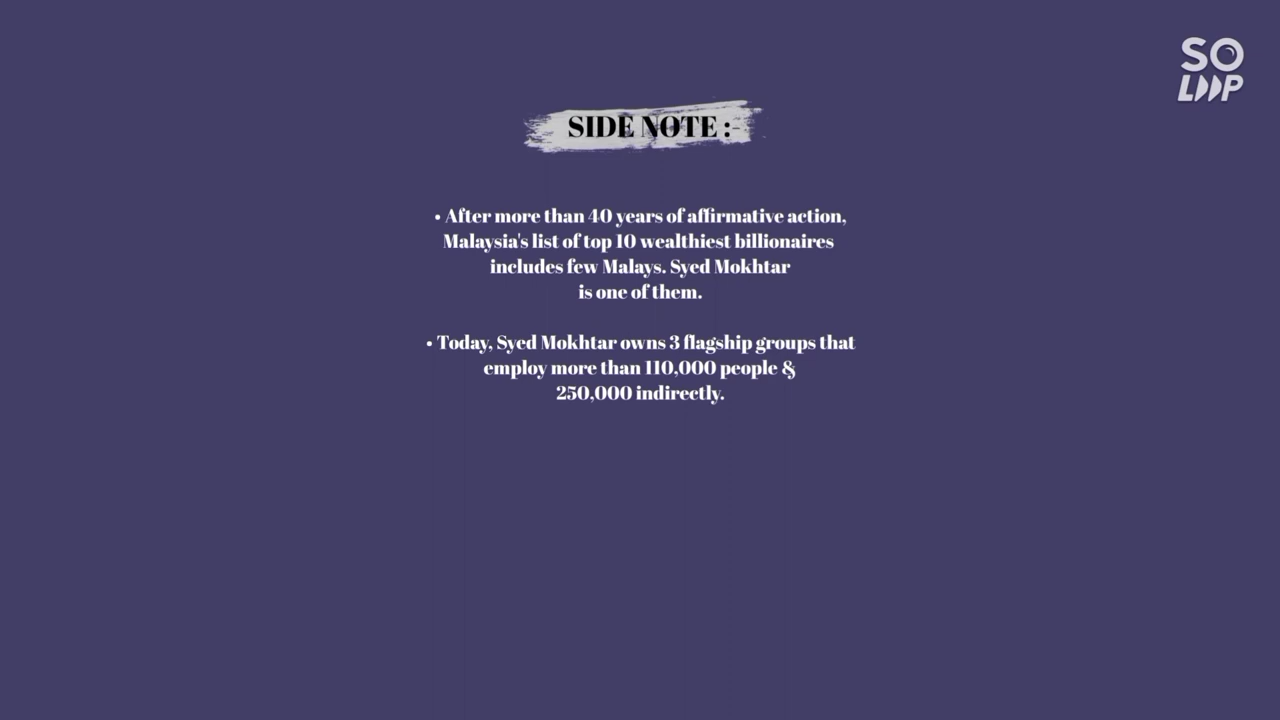 SO
LOOP
SIDE NOTE :-
• After more than 40 years of affirmative action,
Malaysia's list of top 10 wealthiest billionaires
includes few Malays. Syed Mokhtar
is one of them.
• Today, Syed Mokhtar owns 3 flagship groups that
employ more than 110,000 people &
250,000 indirectly.